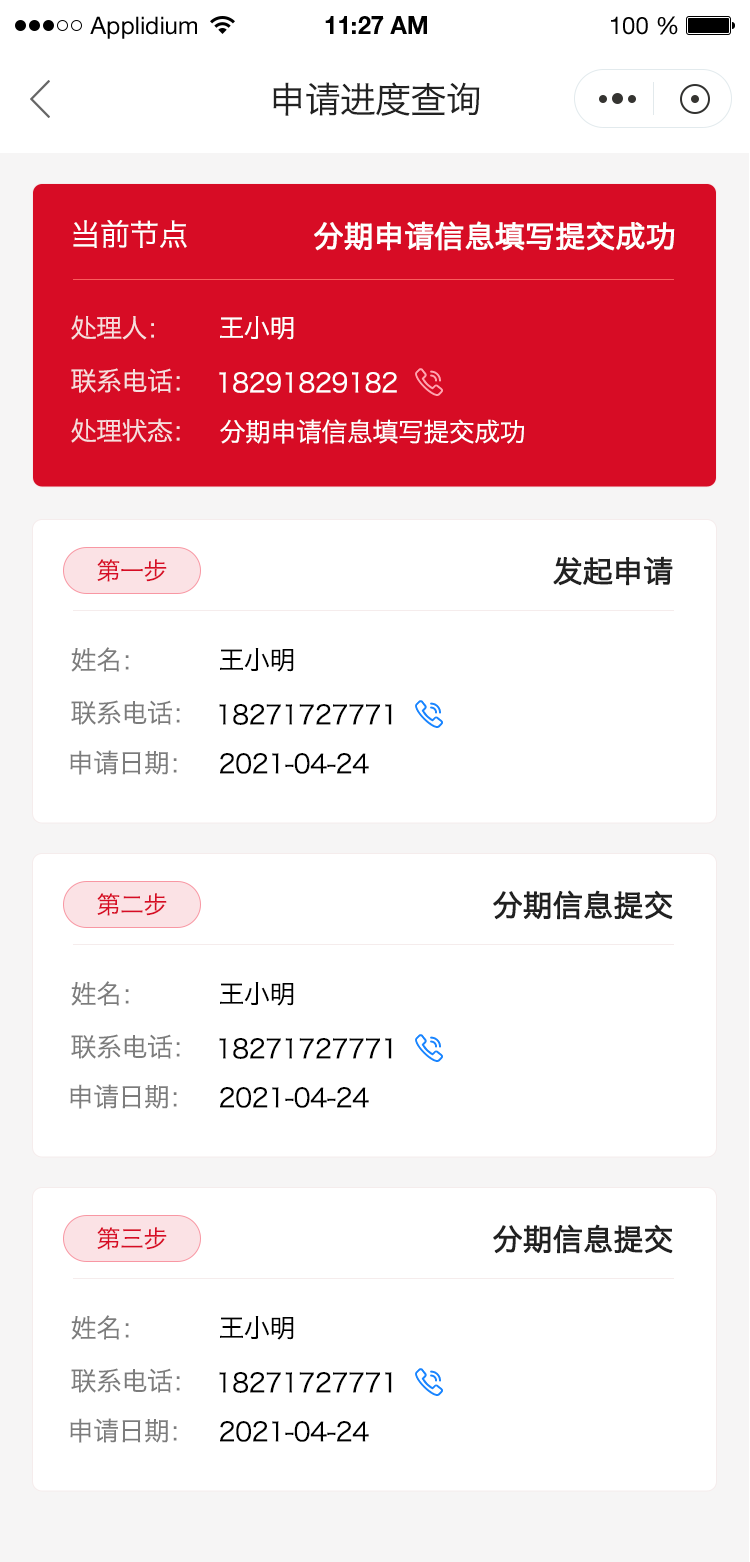 Applidium 11:27 AM 100 %
申请进度查询
当前节点 分期申请信息填写提交成功
处理人: 王小明
联系电话: 18291829182
处理状态: 分期申请信息填写提交成功
第一步 发起申请
姓名: 王小明
联系电话: 18271727771
申请日期: 2021-04-24
第二步 分期信息提交
姓名: 王小明
联系电话: 18271727771
申请日期: 2021-04-24
第三步 分期信息提交
姓名: 王小明
联系电话: 18271727771
申请日期: 2021-04-24